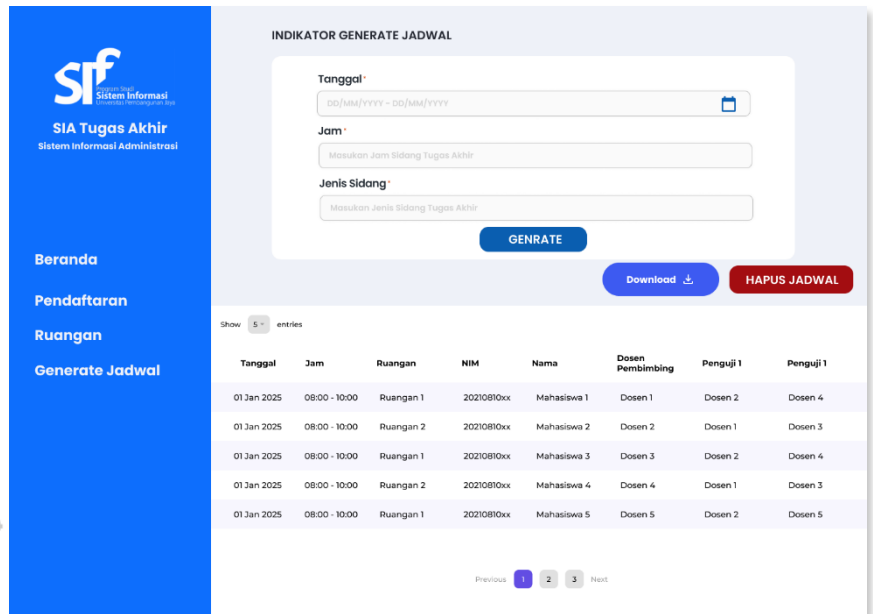 SIf
Program Studi
Sistem Informasi
Universitas Pembangunan Jaya
SIA Tugas Akhir
Sistem Informasi Administrasi
Beranda
Pendaftaran
Ruangan
Generate Jadwal
INDIKATOR GENERATE JADWAL
Tanggal*
DD/MM/YYYY - DD/MM/YYYY
Jam*
Masukan Jam Sidang Tugas Akhir
Jenis Sidang*
Masukan Jenis Sidang Tugas Akhir
GENRATE
Download
HAPUS JADWAL
Show 5 entries
Tanggal Jam Ruangan NIM Nama Dosen Pembimbing Penguji 1 Penguji 1
01 Jan 2025 08:00 - 10:00 Ruangan 1 20210810xx Mahasiswa 1 Dosen 1 Dosen 2 Dosen 4
01 Jan 2025 08:00 - 10:00 Ruangan 2 20210810xx Mahasiswa 2 Dosen 2 Dosen 1 Dosen 3
01 Jan 2025 08:00 - 10:00 Ruangan 1 20210810xx Mahasiswa 3 Dosen 3 Dosen 2 Dosen 4
01 Jan 2025 08:00 - 10:00 Ruangan 2 20210810xx Mahasiswa 4 Dosen 4 Dosen 1 Dosen 3
01 Jan 2025 08:00 - 10:00 Ruangan 1 20210810xx Mahasiswa 5 Dosen 5 Dosen 2 Dosen 5
Previous 1 2 3 Next